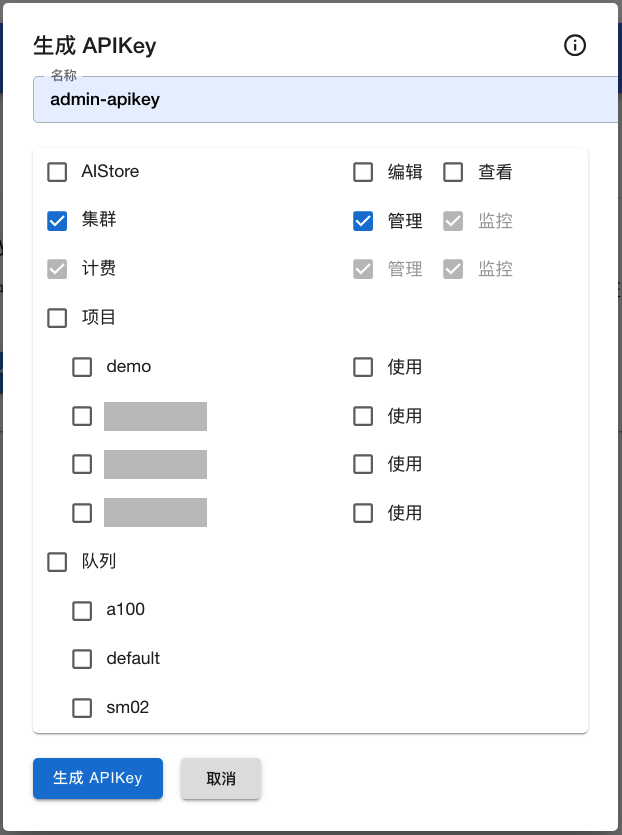 生成 APIKey
名称
admin-apikey
AIStore 编辑 查看
集群 管理 监控
计费 管理 监控
项目
demo 使用
使用
使用
使用
队列
a100
default
sm02
生成 APIKey 取消